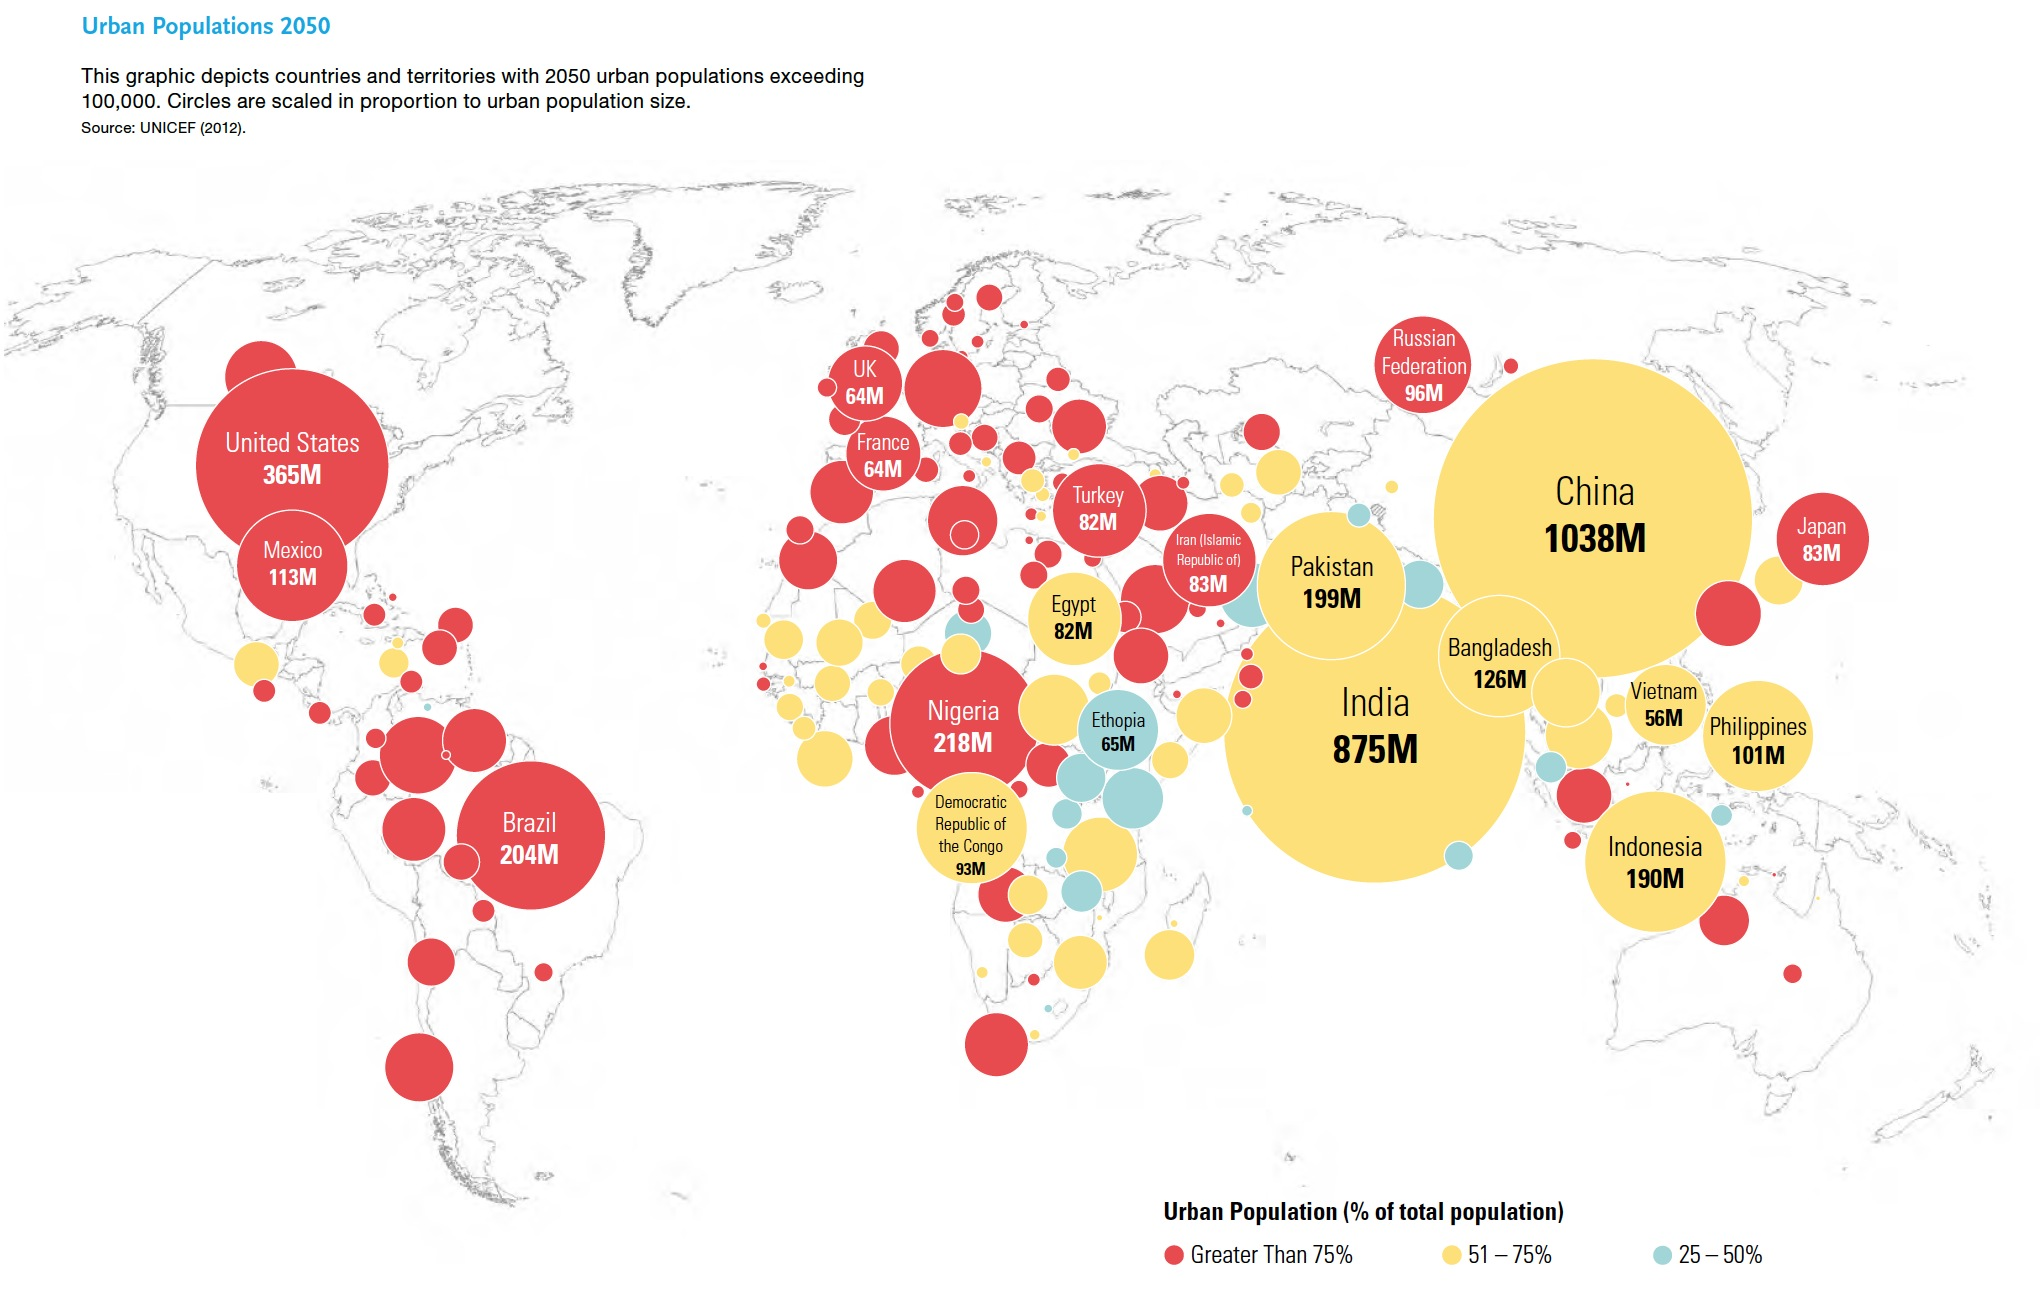 Urban Populations 2050
This graphic depicts countries and territories with 2050 urban populations exceeding
100,000. Circles are scaled in proportion to urban population size.
Source: UNICEF (2012).
Russian
Federation
96M
UK
64M
United States
365M
France
64M
China
1038M
Turkey
82M
Japan
83M
Mexico
113M
Iran (Islamic
Republic of)
83M
Pakistan
199M
Egypt
82M
Bangladesh
126M
India
875M
Vietnam
56M
Nigeria
218M
Ethopia
65M
Philippines
101M
Brazil
204M
Democratic
Republic of
the Congo
93M
Indonesia
190M
Urban Population (% of total population)
Greater Than 75%
51 – 75%
25 – 50%